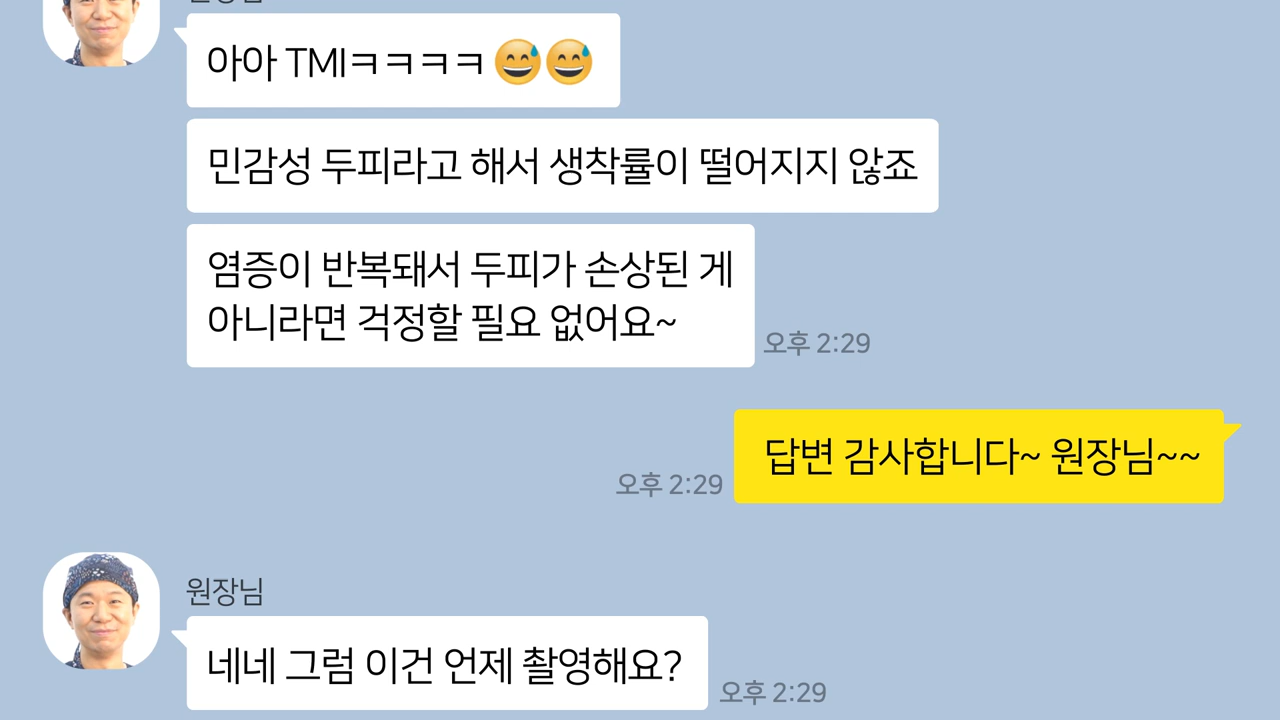 원장님
아아 TMIㅋㅋㅋㅋ 😅😅
민감성 두피라고 해서 생착률이 떨어지지 않죠
염증이 반복돼서 두피가 손상된 게
아니라면 걱정할 필요 없어요~
오후 2:29
답변 감사합니다~ 원장님~~
오후 2:29
원장님
네네 그럼 이건 언제 촬영해요?
오후 2:29